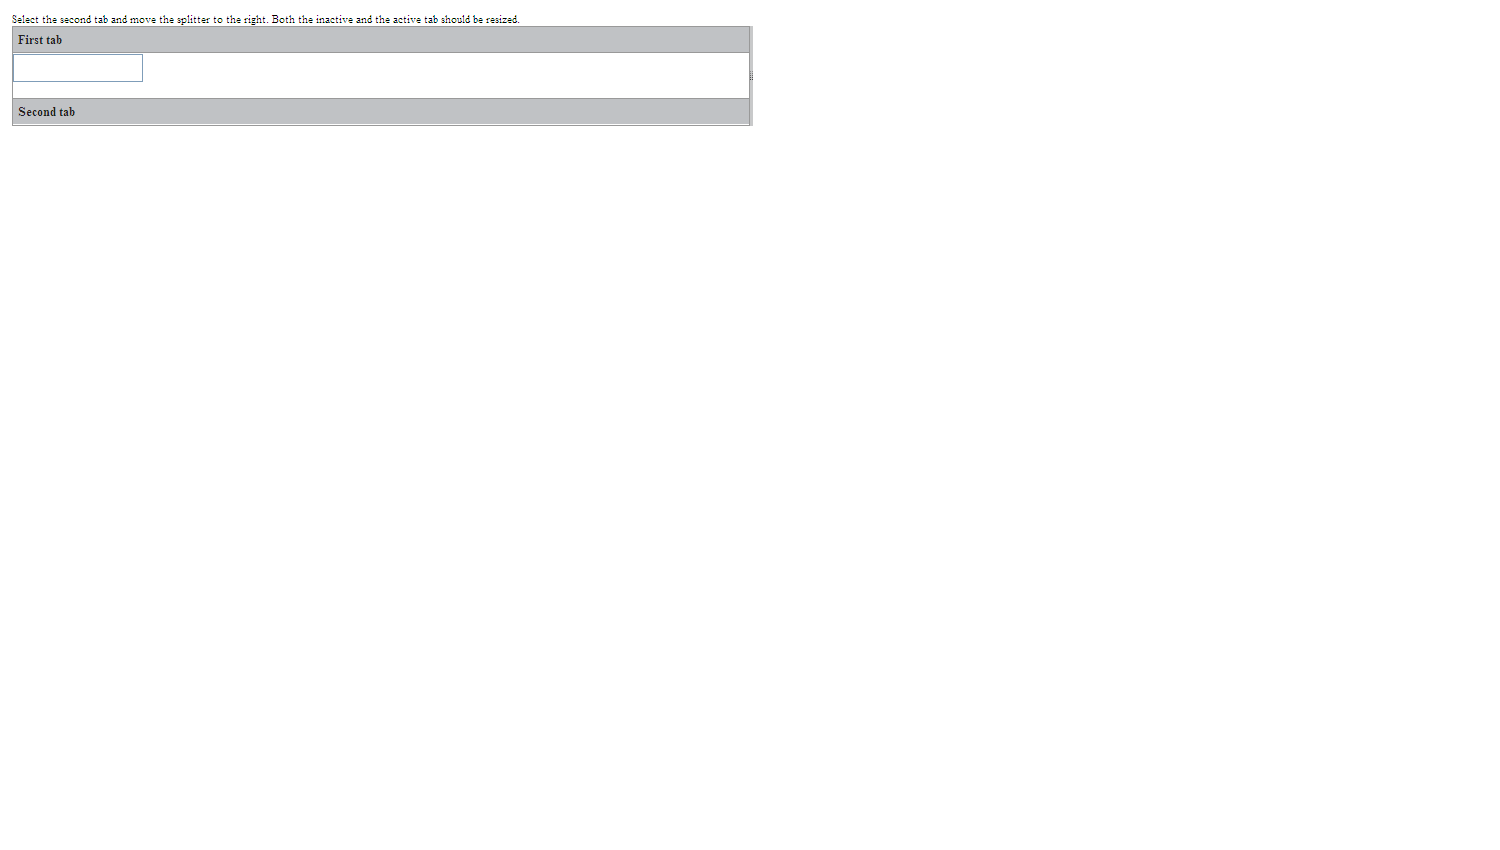 Select the second tab and move the splitter to the right. Both the inactive and the active tab should be resized.
First tab
Second tab